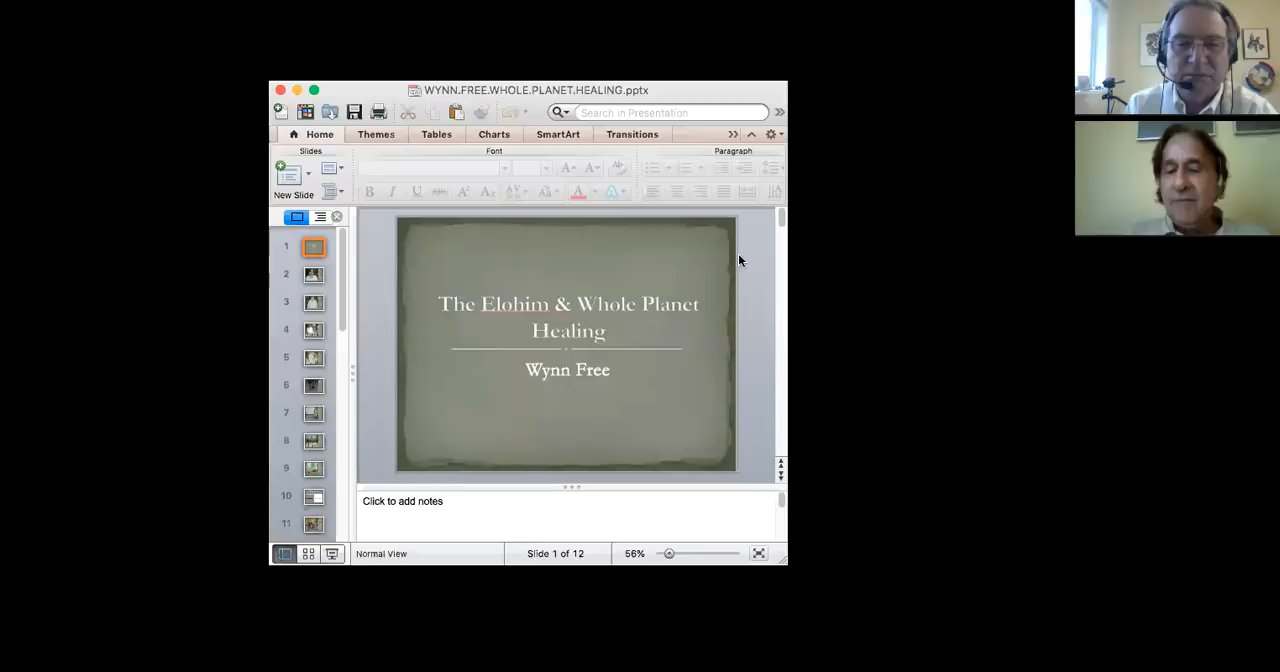 WYNN.FREE.WHOLE.PLANET.HEALING.pptx
Search in Presentation
Home Themes Tables Charts SmartArt Transitions
Slides Font Paragraph
New Slide
1
2
3
4
5
6
7
8
9
10
11
The Elohim & Whole Planet
Healing
Wynn Free
Click to add notes
Normal View Slide 1 of 12 56%